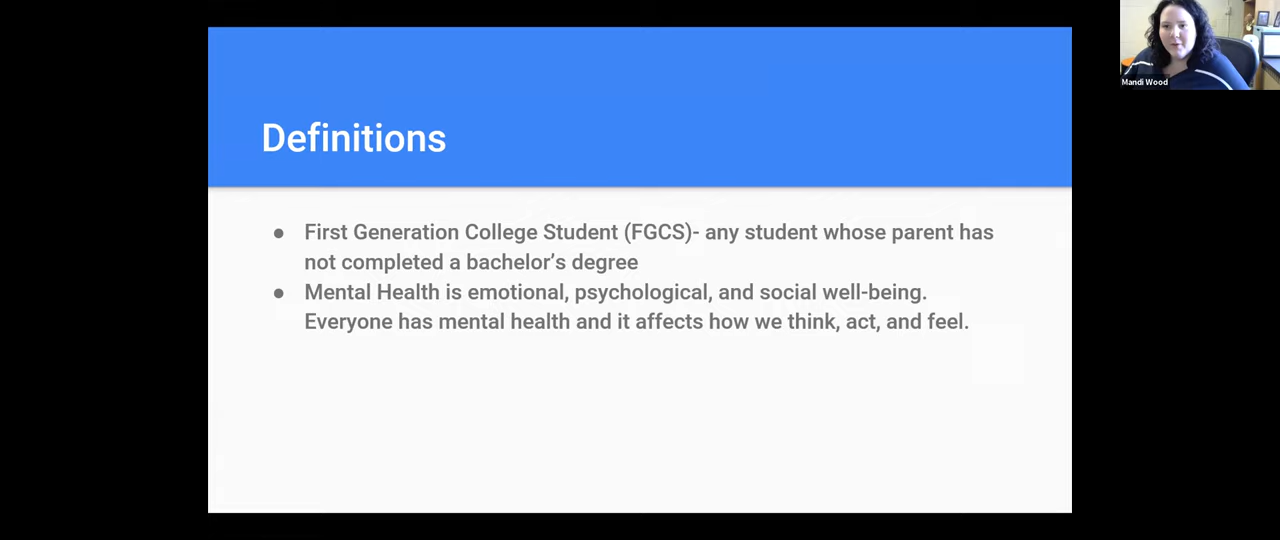 Definitions
● First Generation College Student (FGCS)- any student whose parent has
not completed a bachelor's degree
● Mental Health is emotional, psychological, and social well-being.
Everyone has mental health and it affects how we think, act, and feel.
Mandi Wood